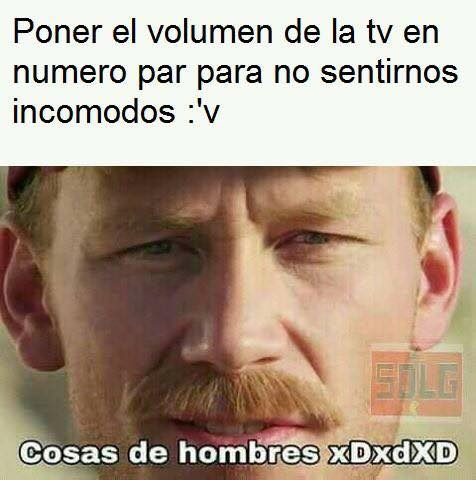 Poner el volumen de la tv en
numero par para no sentirnos
incomodos :'v
SDLG
Cosas de hombres xDxdXD